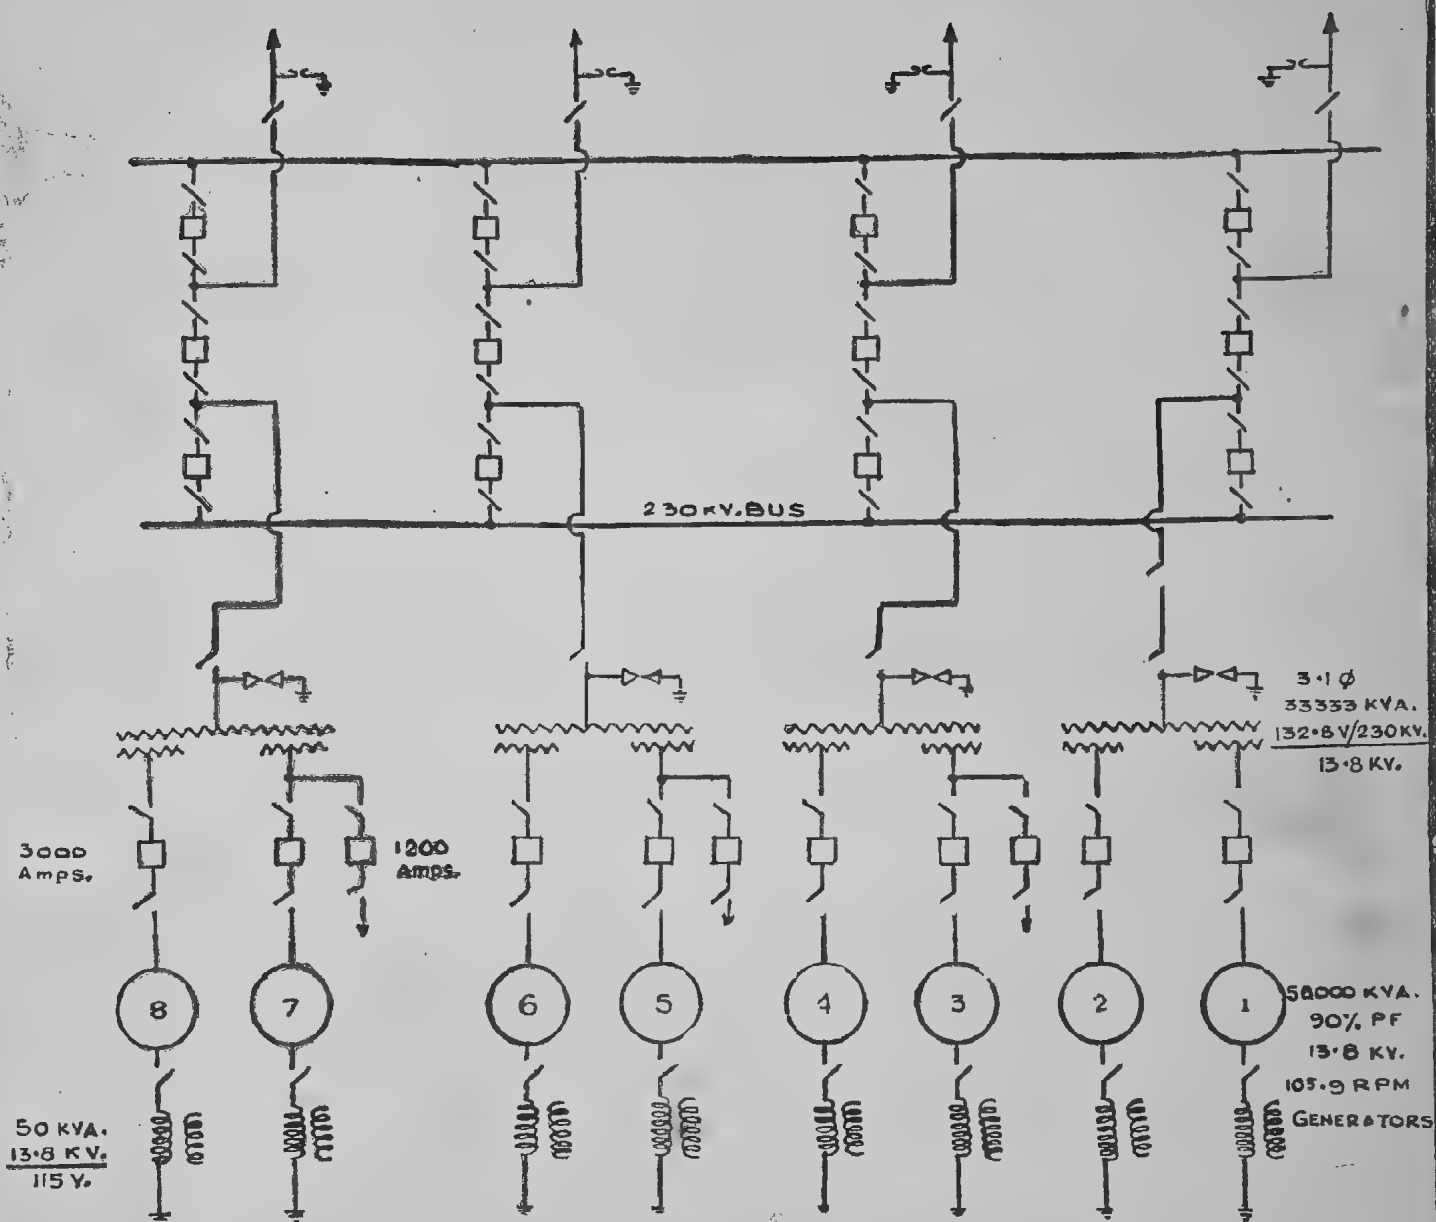 230 KV. BUS
3·1 Ø
33333 KVA.
132·8 V/230 KV.
13·8 KV.
3000
Amps.
1200
Amps.
8
7
6
5
4
3
2
1
KVA.
90% PF
13·8 KV.
105·9 RPM
GENERATORS
50 KVA.
13·8 KV.
115 V.